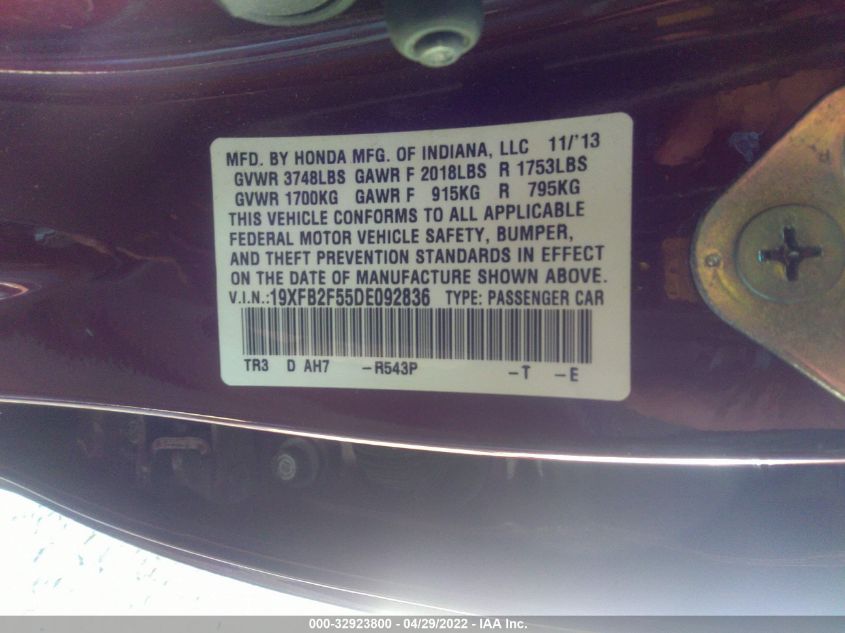 MFD. BY HONDA MFG. OF INDIANA, LLC 11/'13
GVWR 3748LBS GAWR F 2018LBS R 1753LBS
GVWR 1700KG GAWR F 915KG R 795KG
THIS VEHICLE CONFORMS TO ALL APPLICABLE
FEDERAL MOTOR VEHICLE SAFETY, BUMPER,
AND THEFT PREVENTION STANDARDS IN EFFECT
ON THE DATE OF MANUFACTURE SHOWN ABOVE.
V.I.N.:19XFB2F55DE092836 TYPE: PASSENGER CAR
TR3 D AH7 –R543P –T –E
000-32923800 - 04/29/2022 - IAA Inc.